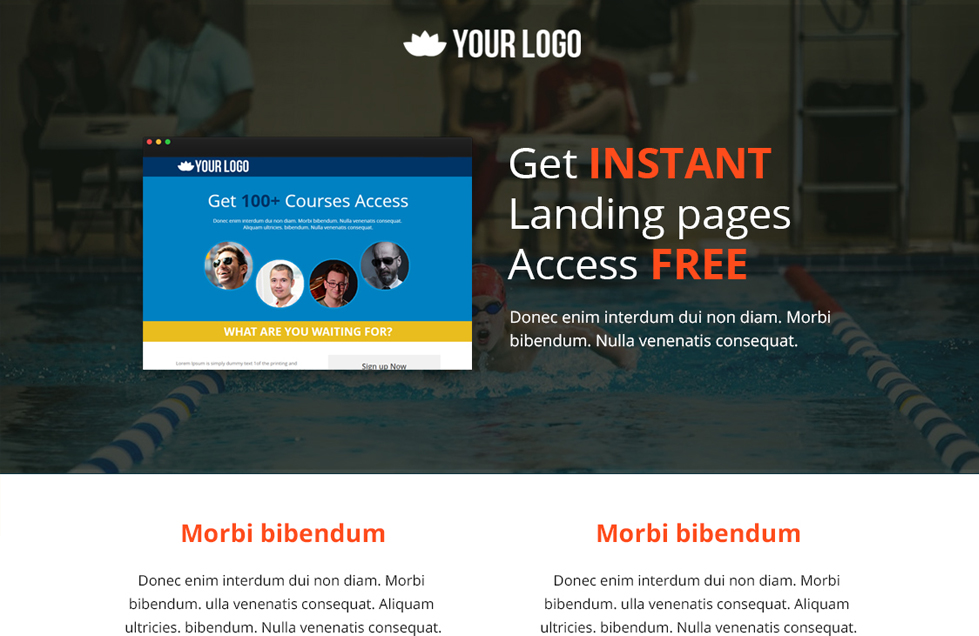 YOUR LOGO
YOUR LOGO
Get 100+ Courses Access
Donec enim interdum dui non diam. Morbi bibendum. Nulla venenatis consequat.
Aliquam ultricies, bibendum. Nulla venenatis consequat.
WHAT ARE YOU WAITING FOR?
Lorem Ipsum is simply dummy text f of the printing and
Sign up Now
Get INSTANT
Landing pages
Access FREE
Donec enim interdum dui non diam. Morbi
bibendum. Nulla venenatis consequat.
Morbi bibendum
Donec enim interdum dui non diam. Morbi
bibendum. ulla venenatis consequat. Aliquam
ultricies. bibendum. Nulla venenatis consequat.
Morbi bibendum
Donec enim interdum dui non diam. Morbi
bibendum. ulla venenatis consequat. Aliquam
ultricies. bibendum. Nulla venenatis consequat.